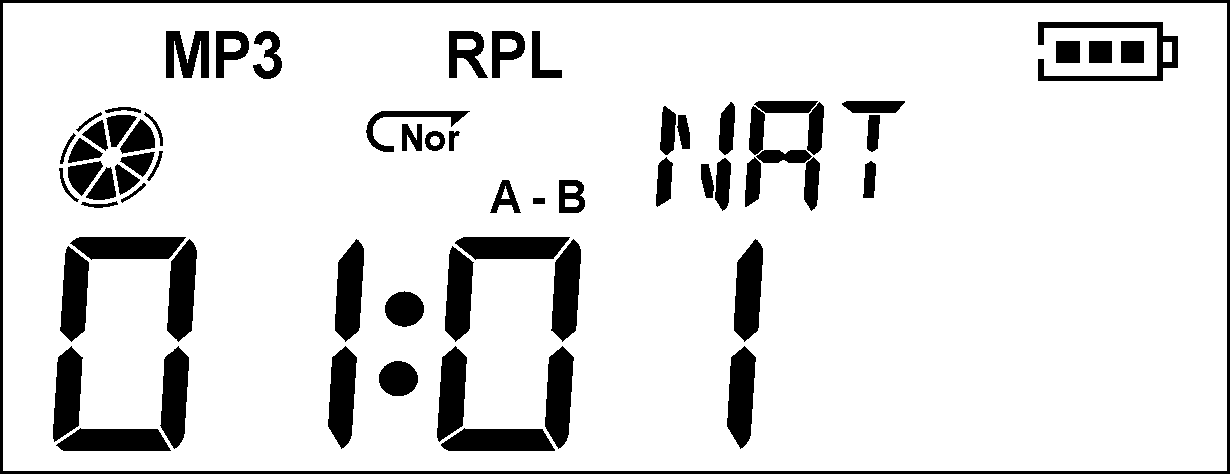 MP3 RPL
Nor NAT
A - B
01:01